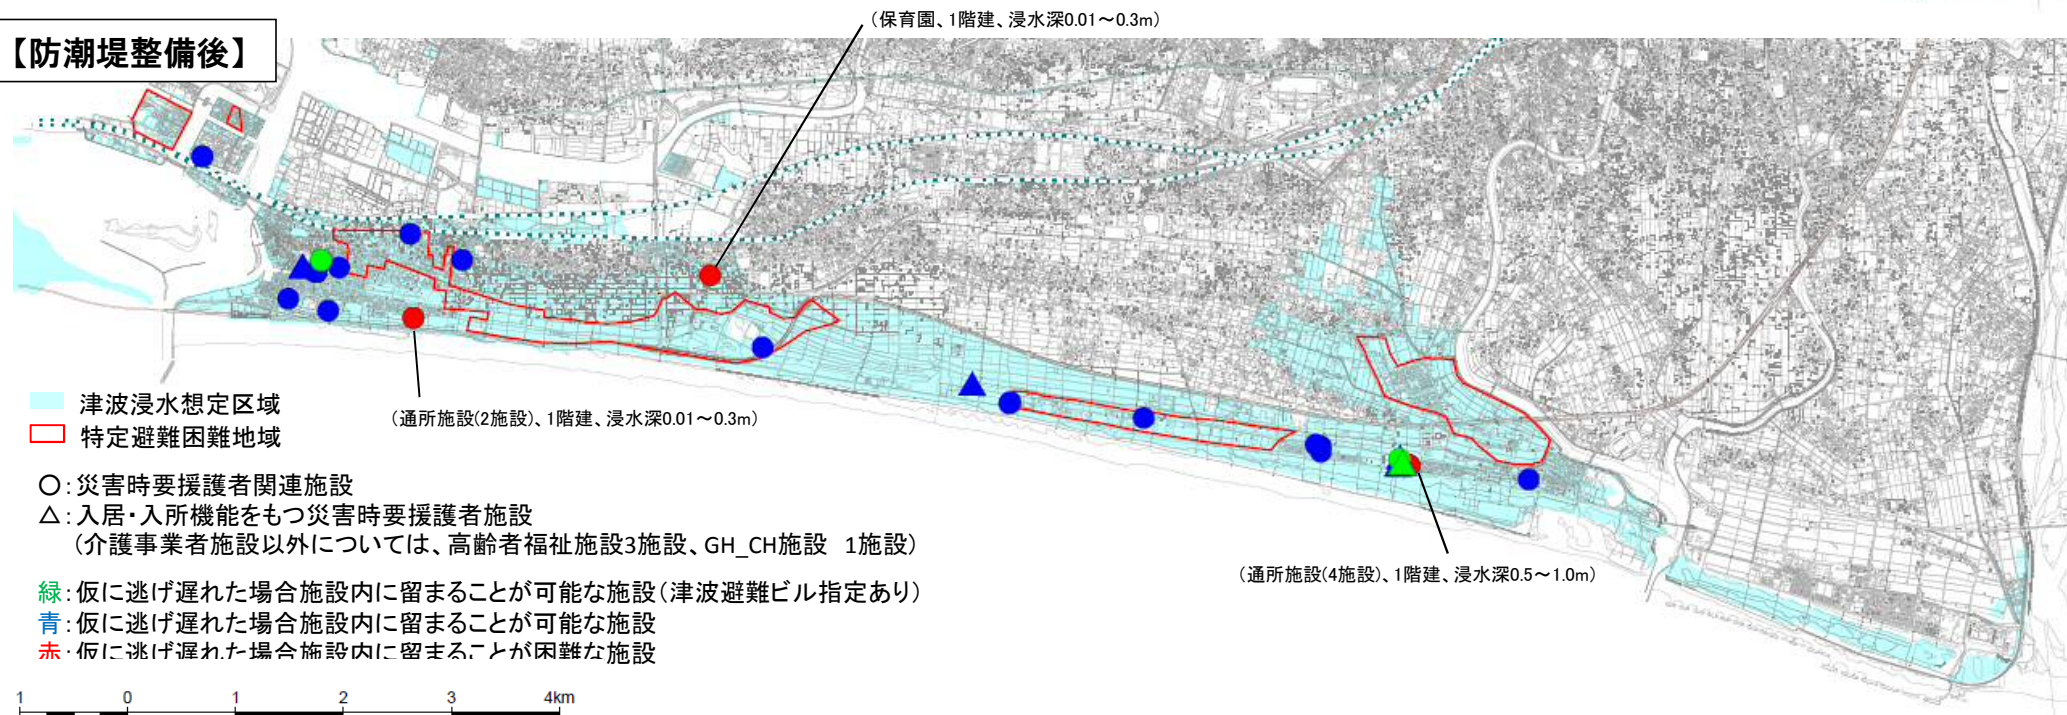 （保育園、1階建、浸水深0.01～0.3m）
【防潮堤整備後】
津波浸水想定区域
特定避難困難地域
（通所施設(2施設)、1階建、浸水深0.01～0.3m）
○：災害時要援護者関連施設
△：入居・入所機能をもつ災害時要援護者施設
（介護事業者施設以外については、高齢者福祉施設3施設、GH_CH施設　1施設）
（通所施設(4施設)、1階建、浸水深0.5～1.0m）
緑：仮に逃げ遅れた場合施設内に留まることが可能な施設（津波避難ビル指定あり）
青：仮に逃げ遅れた場合施設内に留まることが可能な施設
赤：仮に逃げ遅れた場合施設内に留まることが困難な施設
1 0 1 2 3 4km